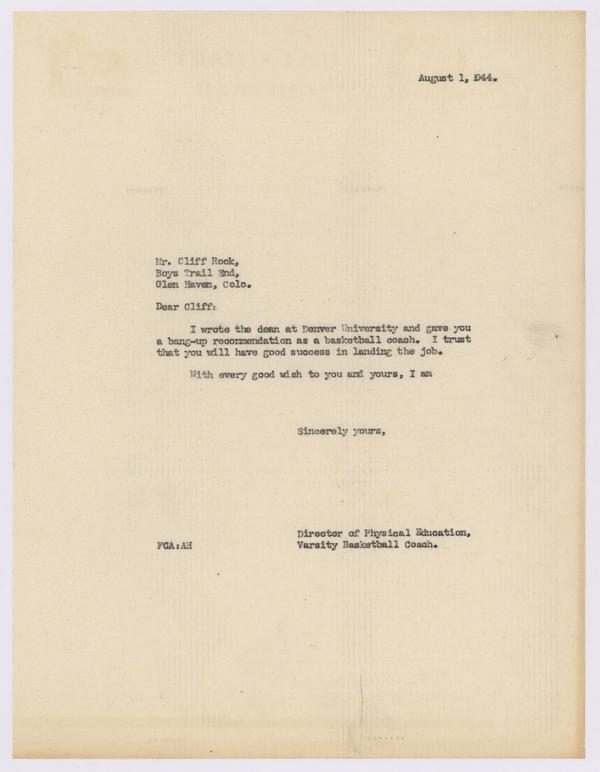 August 1, 1944.
Mr. Cliff Rock,
Boys Trail End,
Glen Haven, Colo.
Dear Cliff:
I wrote the dean at Denver University and gave you
a bang-up recommendation as a basketball coach. I trust
that you will have good success in landing the job.
With every good wish to you and yours, I am
Sincerely yours,
Director of Physical Education,
FCA:AH Varsity Basketball Coach.